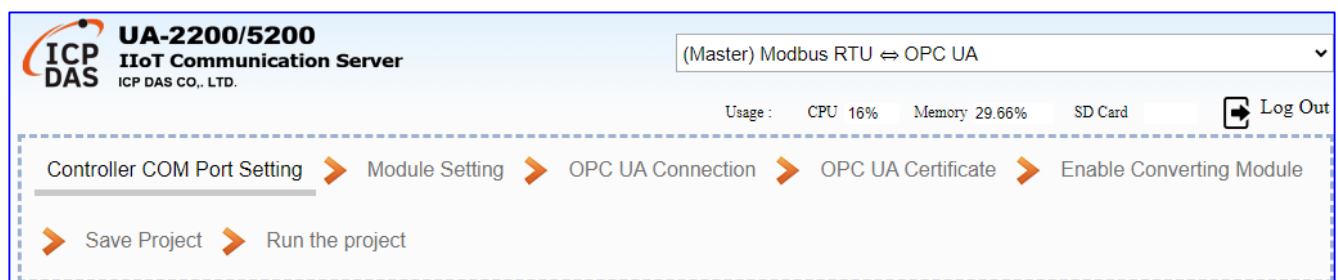 ICP
DAS
UA-2200/5200
IIoT Communication Server
ICP DAS CO,. LTD.
(Master) Modbus RTU ⇔ OPC UA
Usage : CPU 16% Memory 29.66% SD Card Log Out
Controller COM Port Setting Module Setting OPC UA Connection OPC UA Certificate Enable Converting Module
Save Project Run the project